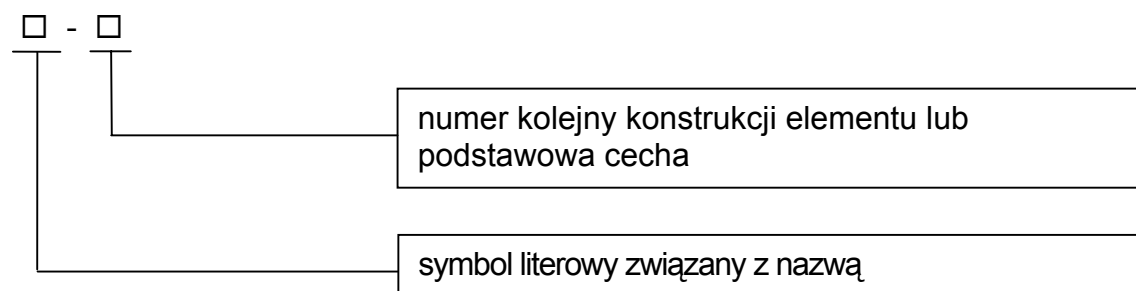 □ - □
numer kolejny konstrukcji elementu lub
podstawowa cecha
symbol literowy związany z nazwą